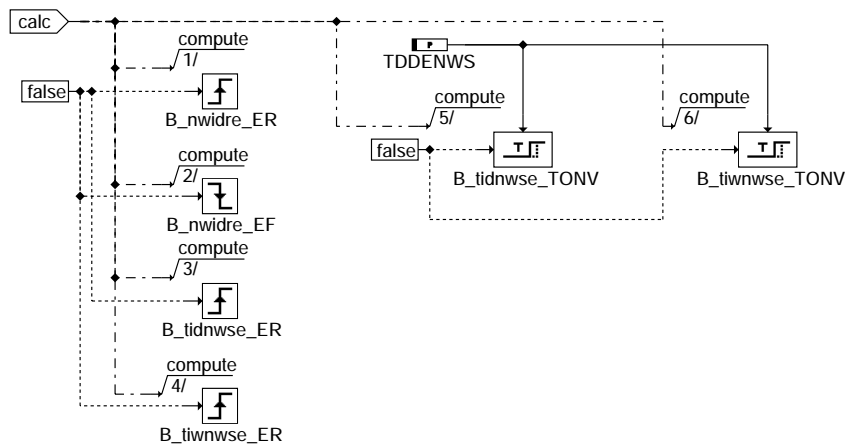 calc
compute
1/
false
B_nwidre_ER
compute
2/
B_nwidre_EF
compute
3/
B_tidnwse_ER
compute
4/
B_tiwnwse_ER
P
TDDENWS
compute
5/
false
T
B_tidnwse_TONV
compute
6/
T
B_tiwnwse_TONV